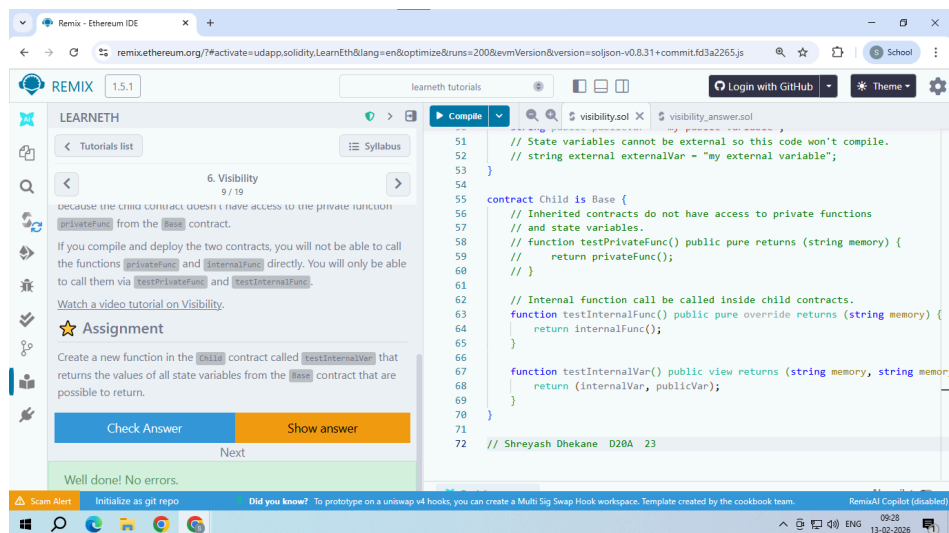 Remix - Ethereum IDE
remix.ethereum.org/?#activate=udapp,solidity,LearnEth&lang=en&optimize&runs=200&evmVersion&version=soljson-v0.8.31+commit.fd3a2265.js
S School
REMIX 1.5.1
learneth tutorials
Login with GitHub
Theme
LEARNETH
Tutorials list
Syllabus
6. Visibility
9 / 19
because the child contract doesn't have access to the private function
privateFunc from the Base contract.
If you compile and deploy the two contracts, you will not be able to call
the functions privateFunc and internalFunc directly. You will only be able
to call them via testPrivateFunc and testInternalFunc.
Watch a video tutorial on Visibility.
Assignment
Create a new function in the Child contract called testInternalVar that
returns the values of all state variables from the Base contract that are
possible to return.
Check Answer
Show answer
Next
Well done! No errors.
Compile
visibility.sol
visibility_answer.sol
51 // State variables cannot be external so this code won't compile.
52 // string external externalVar = "my external variable";
53 }
54
55 contract Child is Base {
56 // Inherited contracts do not have access to private functions
57 // and state variables.
58 // function testPrivateFunc() public pure returns (string memory) {
59 // return privateFunc();
60 // }
61
62 // Internal function call be called inside child contracts.
63 function testInternalFunc() public pure override returns (string memory) {
64 return internalFunc();
65 }
66
67 function testInternalVar() public view returns (string memory, string memor
68 return (internalVar, publicVar);
69 }
70 }
71
72 // Shreyash Dhekane D20A 23
Scam Alert
Initialize as git repo
Did you know? To prototype on a uniswap v4 hooks, you can create a Multi Sig Swap Hook workspace. Template created by the cookbook team.
RemixAI Copilot (disabled)
ENG
09:28
13-02-2026